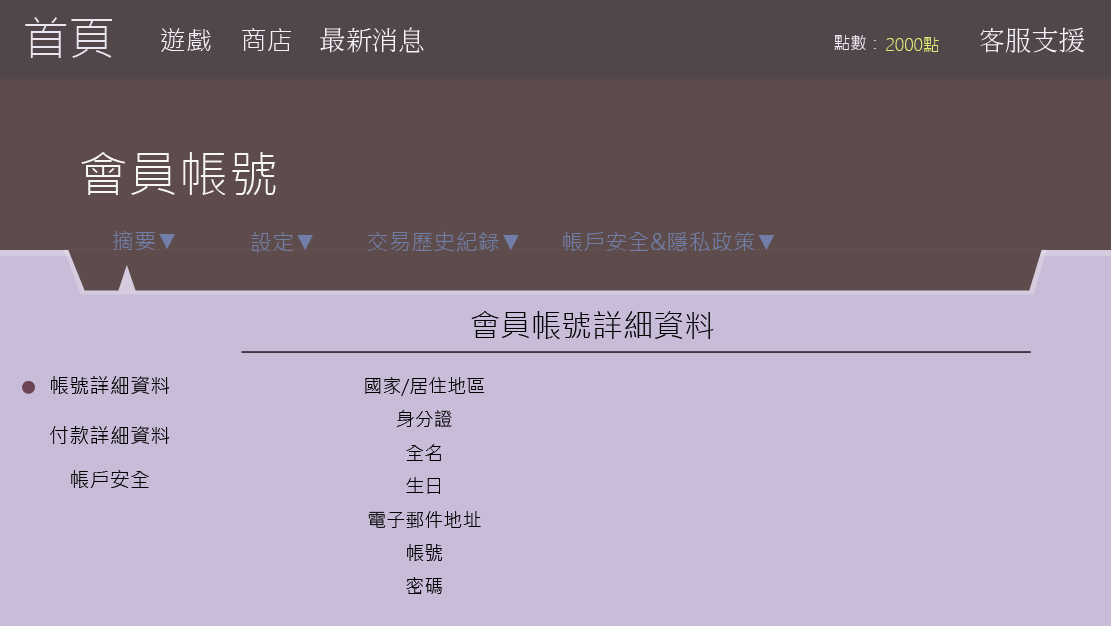 首頁 遊戲 商店 最新消息 點數: 2000點 客服支援
會員帳號
摘要▼ 設定▼ 交易歷史紀錄▼ 帳戶安全&隱私政策▼
會員帳號詳細資料
帳號詳細資料
付款詳細資料
帳戶安全
國家/居住地區
身分證
全名
生日
電子郵件地址
帳號
密碼